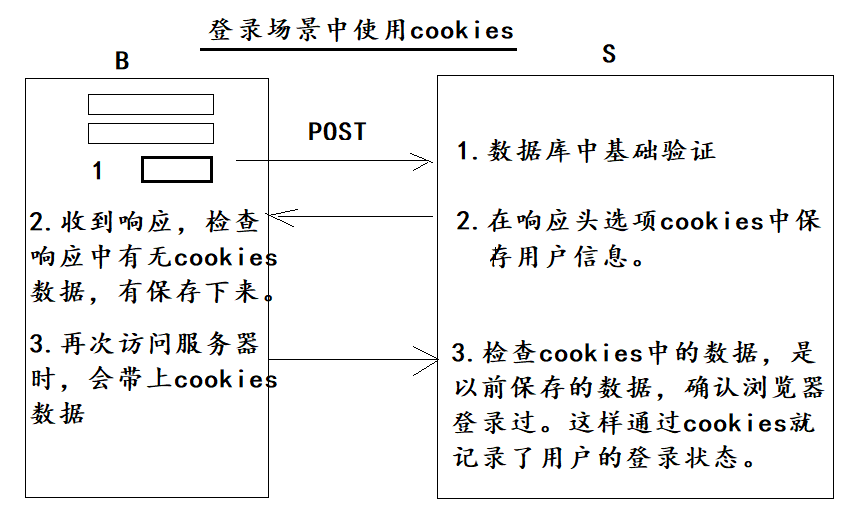 登录场景中使用cookies
B
S
POST
1
2.收到响应，检查
响应中有无cookies
数据，有保存下来。
3.再次访问服务器
时，会带上cookies
数据
1.数据库中基础验证
2.在响应头选项cookies中保
存用户信息。
3.检查cookies中的数据，是
以前保存的数据，确认浏览器
登录过。这样通过cookies就
记录了用户的登录状态。